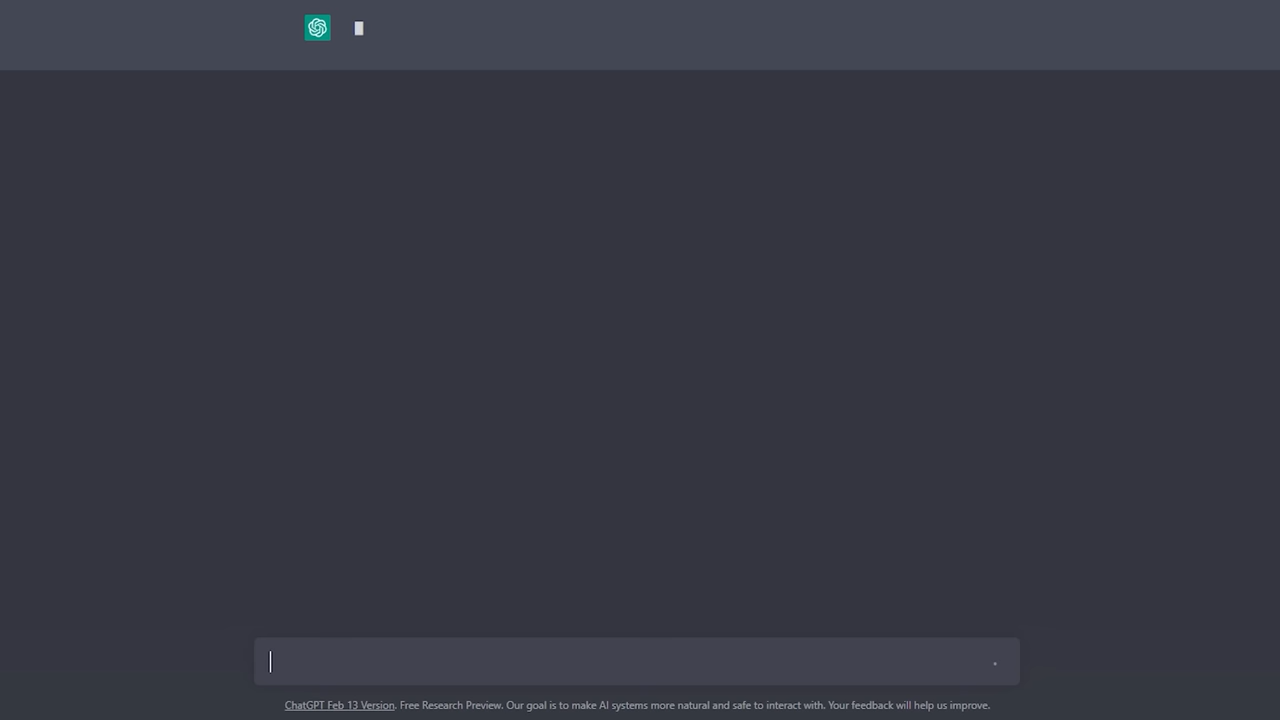 ChatGPT Feb 13 Version. Free Research Preview. Our goal is to make AI systems more natural and safe to interact with. Your feedback will help us improve.